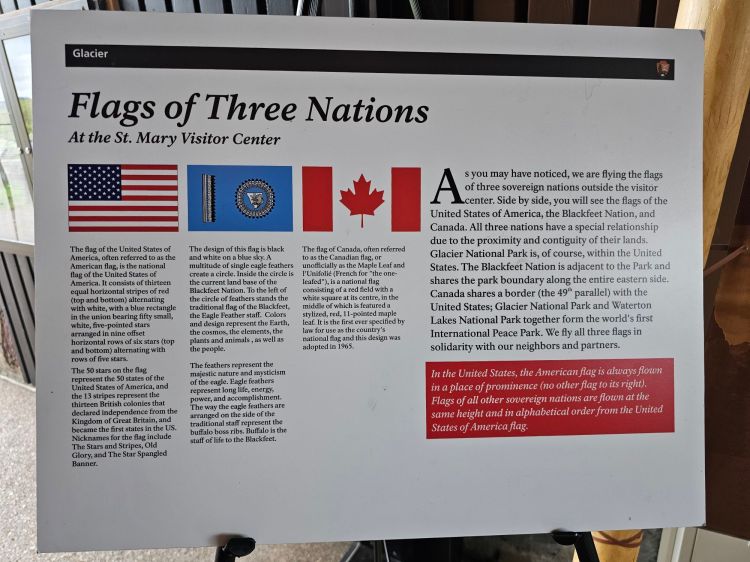 Glacier
Flags of Three Nations
At the St. Mary Visitor Center
The flag of the United States of
America, often referred to as the
American flag, is the national
flag of the United States of
America. It consists of thirteen
equal horizontal stripes of red
(top and bottom) alternating
with white, with a blue rectangle
in the union bearing fifty small,
white, five-pointed stars
arranged in nine offset
horizontal rows of six stars (top
and bottom) alternating with
rows of five stars.
The 50 stars on the flag
represent the 50 states of the
United States of America, and
the 13 stripes represent the
thirteen British colonies that
declared independence from the
Kingdom of Great Britain, and
became the first states in the US.
Nicknames for the flag include
The Stars and Stripes, Old
Glory, and The Star Spangled
Banner.
The design of this flag is black
and white on a blue sky. A
multitude of single eagle feathers
create a circle. Inside the circle is
the current land base of the
Blackfeet Nation. To the left of
the circle of feathers stands the
traditional flag of the Blackfeet,
the Eagle Feather staff. Colors
and design represent the Earth,
the cosmos, the elements, the
plants and animals , as well as
the people.
The feathers represent the
majestic nature and mysticism
of the eagle. Eagle feathers
represent long life, energy,
power, and accomplishment.
The way the eagle feathers are
arranged on the side of the
traditional staff represent the
buffalo boss ribs. Buffalo is the
staff of life to the Blackfeet.
The flag of Canada, often referred
to as the Canadian flag, or
unofficially as the Maple Leaf and
l'Unifolié (French for "the one-
leafed"), is a national flag
consisting of a red field with a
white square at its centre, in the
middle of which is featured a
stylized, red, 11-pointed maple
leaf. It is the first ever specified by
law for use as the country's
national flag and this design was
adopted in 1965.
As you may have noticed, we are flying the flags
of three sovereign nations outside the visitor
center. Side by side, you will see the flags of the
United States of America, the Blackfeet Nation, and
Canada. All three nations have a special relationship
due to the proximity and contiguity of their lands.
Glacier National Park is, of course, within the United
States. The Blackfeet Nation is adjacent to the Park and
shares the park boundary along the entire eastern side.
Canada shares a border (the 49th parallel) with the
United States; Glacier National Park and Waterton
Lakes National Park together form the world's first
International Peace Park. We fly all three flags in
solidarity with our neighbors and partners.
In the United States, the American flag is always flown
in a place of prominence (no other flag to its right).
Flags of all other sovereign nations are flown at the
same height and in alphabetical order from the United
States of America flag.